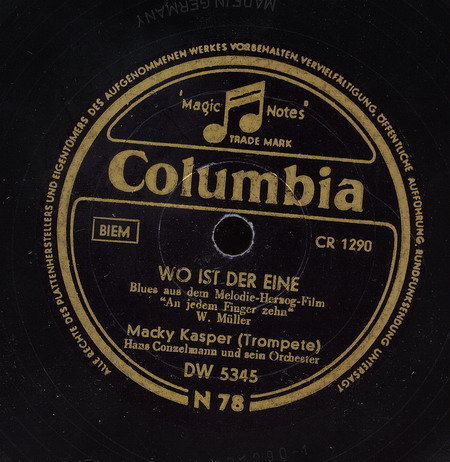 MADE IN GERMANY
ALLE RECHTE DES PLATTENHERSTELLERS UND EIGENTÜMERS DES AUFGENOMMENEN WERKES VORBEHALTEN. VERVIELFÄLTIGUNG, ÖFFENTLICHE AUFFÜHRUNG, RUNDFUNKSENDUNG UNTERSAGT
'Magic Notes'
TRADE MARK
Columbia
BIEM
CR 1290
WO IST DER EINE
Blues aus dem Melodie-Herzog-Film
"An jedem Finger zehn"
W. Müller
Macky Kasper (Trompete)
Hans Conzelmann und sein Orchester
DW 5345
N 78